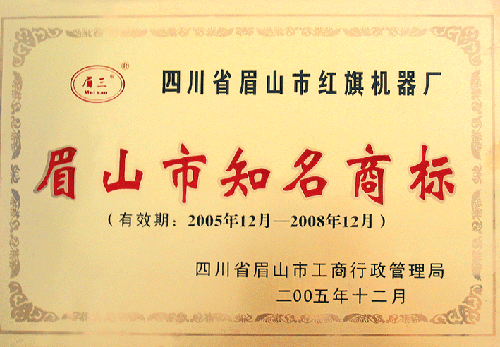 眉三
四川省眉山市红旗机器厂
眉山市知名商标
（有效期：2005年12月—2008年12月）
四川省眉山市工商行政管理局
二00五年十二月